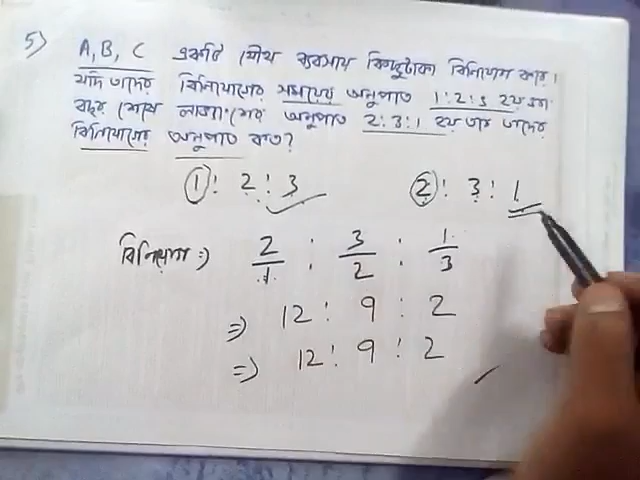 5) A, B, C একটি যৌথ ব্যবসায় কিছুটাকা বিনিয়োগ করে।
যদি তাদের বিনিয়োগের সময়ের অনুপাত 1:2:3 হয় এবং
বছর শেষে লভ্যাংশের অনুপাত 2:3:1 হয় তবে তাদের
বিনিয়োগের অনুপাত কত?
1 : 2 : 3 2 : 3 : 1
বিনিয়োগ :) 2/1 : 3/2 : 1/3
=> 12 : 9 : 2
=> 12 : 9 : 2